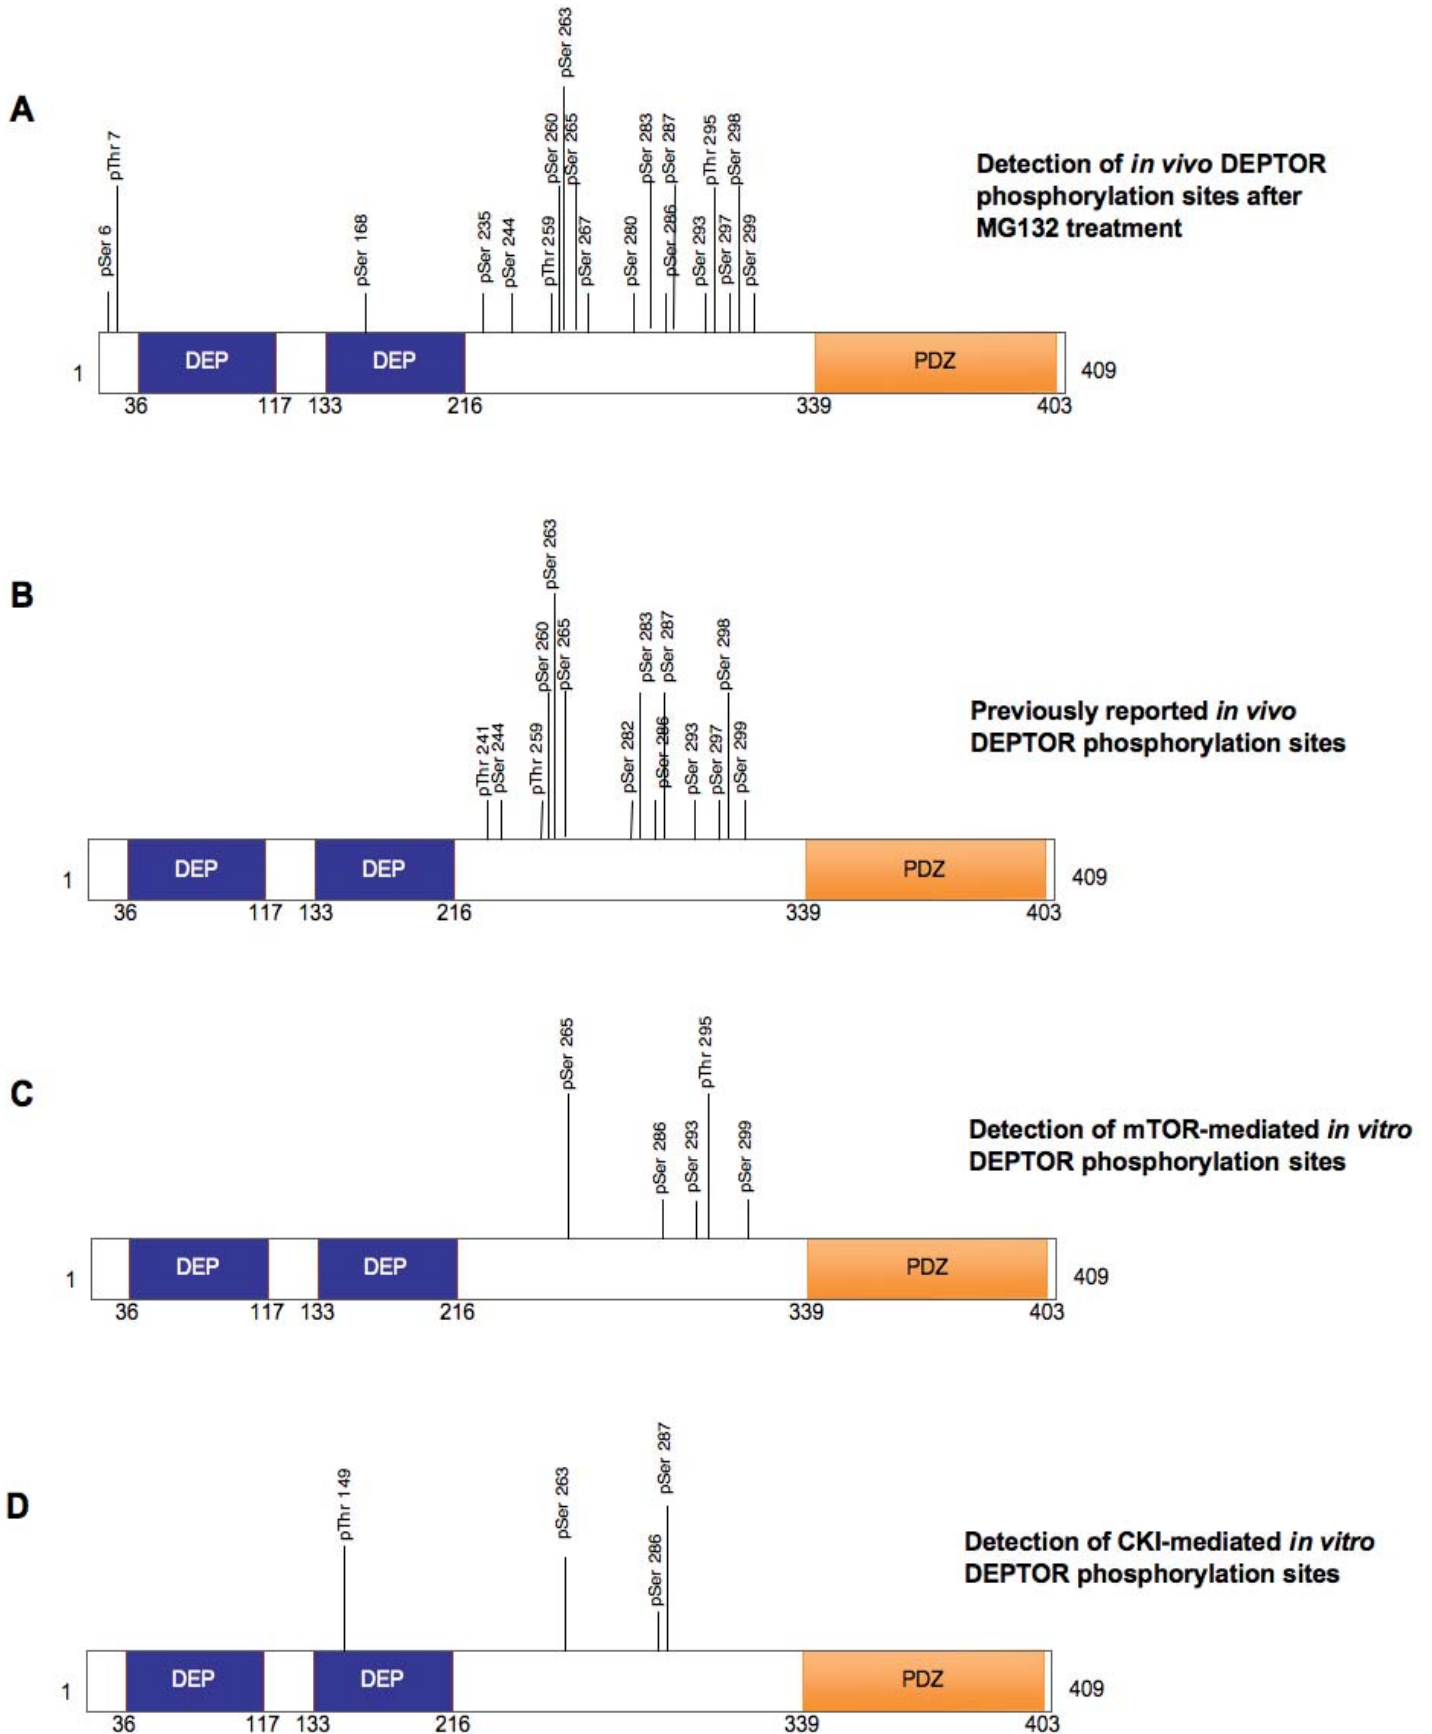 A
pSer 6
pThr 7
pSer 168
pSer 235
pSer 244
pThr 259
pSer 260
pSer 263
pSer 265
pSer 267
pSer 280
pSer 283
pSer 286
pSer 287
pSer 293
pThr 295
pSer 297
pSer 298
pSer 299
Detection of in vivo DEPTOR
phosphorylation sites after
MG132 treatment
1
DEP
DEP
PDZ
409
36
117
133
216
339
403
B
pThr 241
pSer 244
pThr 259
pSer 260
pSer 263
pSer 265
pSer 282
pSer 283
pSer 286
pSer 287
pSer 293
pSer 297
pSer 298
pSer 299
Previously reported in vivo
DEPTOR phosphorylation sites
1
DEP
DEP
PDZ
409
36
117
133
216
339
403
C
pSer 265
pSer 286
pSer 293
pThr 295
pSer 299
Detection of mTOR-mediated in vitro
DEPTOR phosphorylation sites
1
DEP
DEP
PDZ
409
36
117
133
216
339
403
D
pThr 149
pSer 263
pSer 286
pSer 287
Detection of CKI-mediated in vitro
DEPTOR phosphorylation sites
1
DEP
DEP
PDZ
409
36
117
133
216
339
403